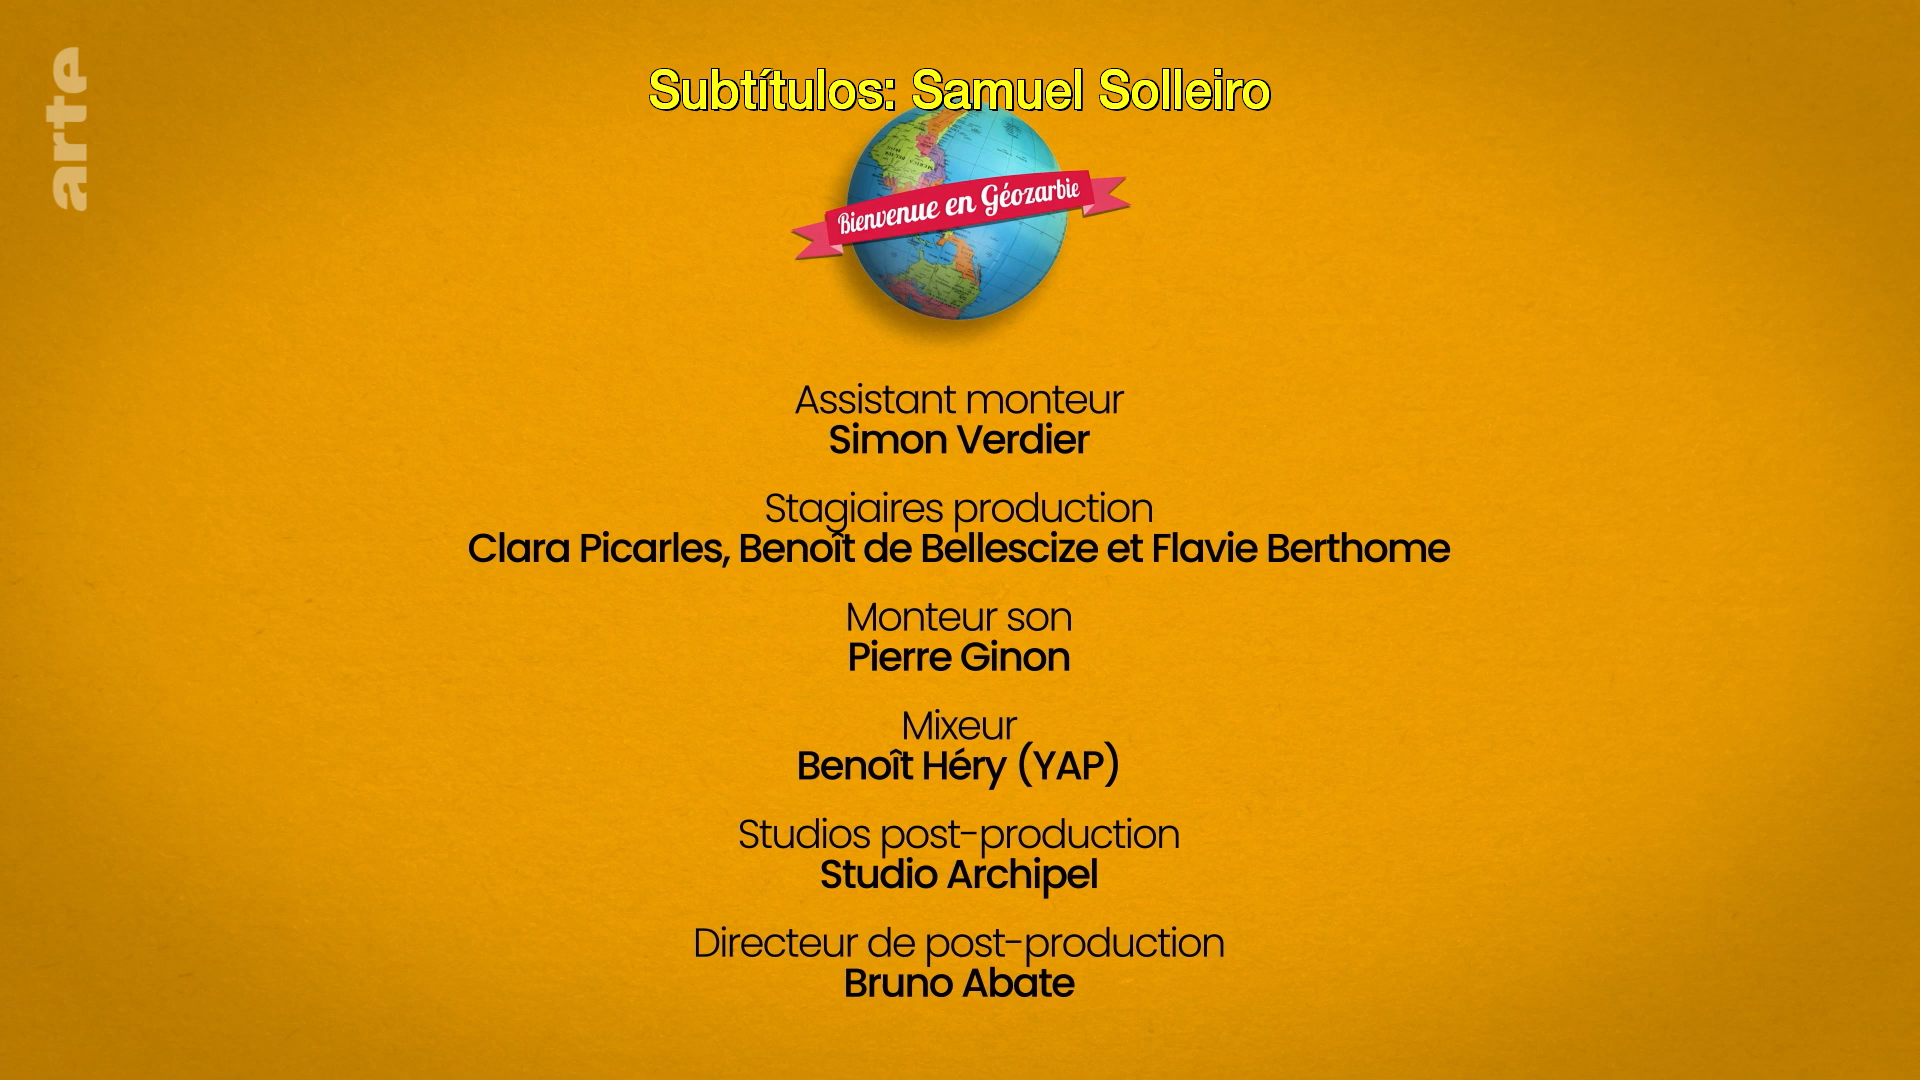 arte
Subtítulos: Samuel Solleiro
Bienvenue en Géozarbie
Assistant monteur
Simon Verdier
Stagiaires production
Clara Picarles, Benoît de Bellescize et Flavie Berthome
Monteur son
Pierre Ginon
Mixeur
Benoît Héry (YAP)
Studios post-production
Studio Archipel
Directeur de post-production
Bruno Abate